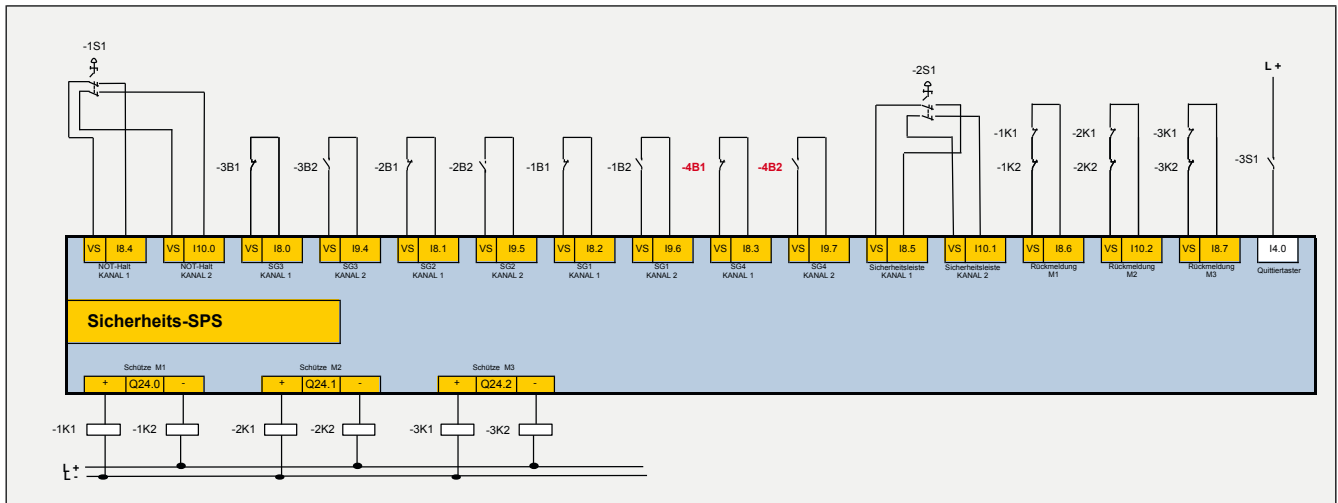 -1S1
-2S1
L +
-3B1
-3B2
-2B1
-2B2
-1B1
-1B2
-4B1
-4B2
-1K1
-1K2
-2K1
-2K2
-3K1
-3K2
-3S1
VS I8.4
NOT-Halt
KANAL 1
VS I10.0
NOT-Halt
KANAL 2
VS I8.0
SG3
KANAL 1
VS I9.4
SG3
KANAL 2
VS I8.1
SG2
KANAL 1
VS I9.5
SG2
KANAL 2
VS I8.2
SG1
KANAL 1
VS I9.6
SG1
KANAL 2
VS I8.3
SG4
KANAL 1
VS I9.7
SG4
KANAL 2
VS I8.5
Sicherheitsleiste
KANAL 1
VS I10.1
Sicherheitsleiste
KANAL 2
VS I8.6
Rückmeldung
M1
VS I10.2
Rückmeldung
M2
VS I8.7
Rückmeldung
M3
I4.0
Quittiertaster
Sicherheits-SPS
Schütze M1
+ Q24.0 -
Schütze M2
+ Q24.1 -
Schütze M3
+ Q24.2 -
-1K1
-1K2
-2K1
-2K2
-3K1
-3K2
L +
L -